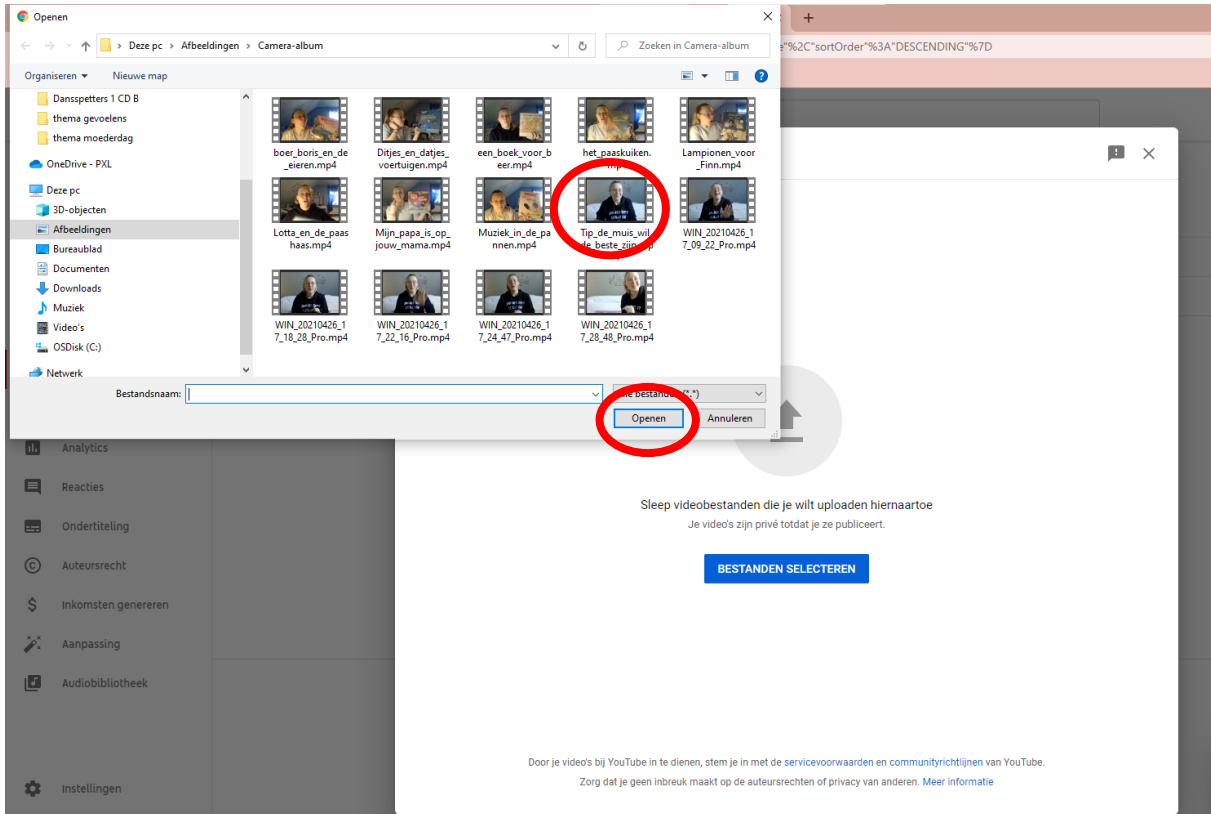 Openen
Deze pc > Afbeeldingen > Camera-album
Zoeken in Camera-album
e"%2C"sortOrder"%3A"DESCENDING"%7D
Organiseren
Nieuwe map
Dansspetters 1 CD B
thema gevoelens
thema moederdag
OneDrive - PXL
Deze pc
3D-objecten
Afbeeldingen
Bureaublad
Documenten
Downloads
Muziek
Video's
OSDisk (C:)
Netwerk
boer_boris_en_de
_eieren.mp4
Ditjes_en_datjes_
voertuigen.mp4
een_boek_voor_b
eer.mp4
het_paaskuiken.
Lampionen_voor
_Finn.mp4
Lotta_en_de_paas
haas.mp4
Mijn_papa_is_op_
jouw_mama.mp4
Muziek_in_de_pa
nnen.mp4
Tip_de_muis_wil_
de_beste_zijn.mp
WIN_20210426_1
7_09_22_Pro.mp4
WIN_20210426_1
7_18_28_Pro.mp4
WIN_20210426_1
7_22_16_Pro.mp4
WIN_20210426_1
7_24_47_Pro.mp4
WIN_20210426_1
7_28_48_Pro.mp4
Bestandsnaam:
(*.*)
Openen
Annuleren
Analytics
Reacties
Ondertiteling
Auteursrecht
Inkomsten genereren
Aanpassing
Audiobibliotheek
Instellingen
Sleep videobestanden die je wilt uploaden hiernaartoe
Je video's zijn privé totdat je ze publiceert.
BESTANDEN SELECTEREN
Door je video's bij YouTube in te dienen, stem je in met de servicevoorwaarden en communityrichtlijnen van YouTube.
Zorg dat je geen inbreuk maakt op de auteursrechten of privacy van anderen. Meer informatie